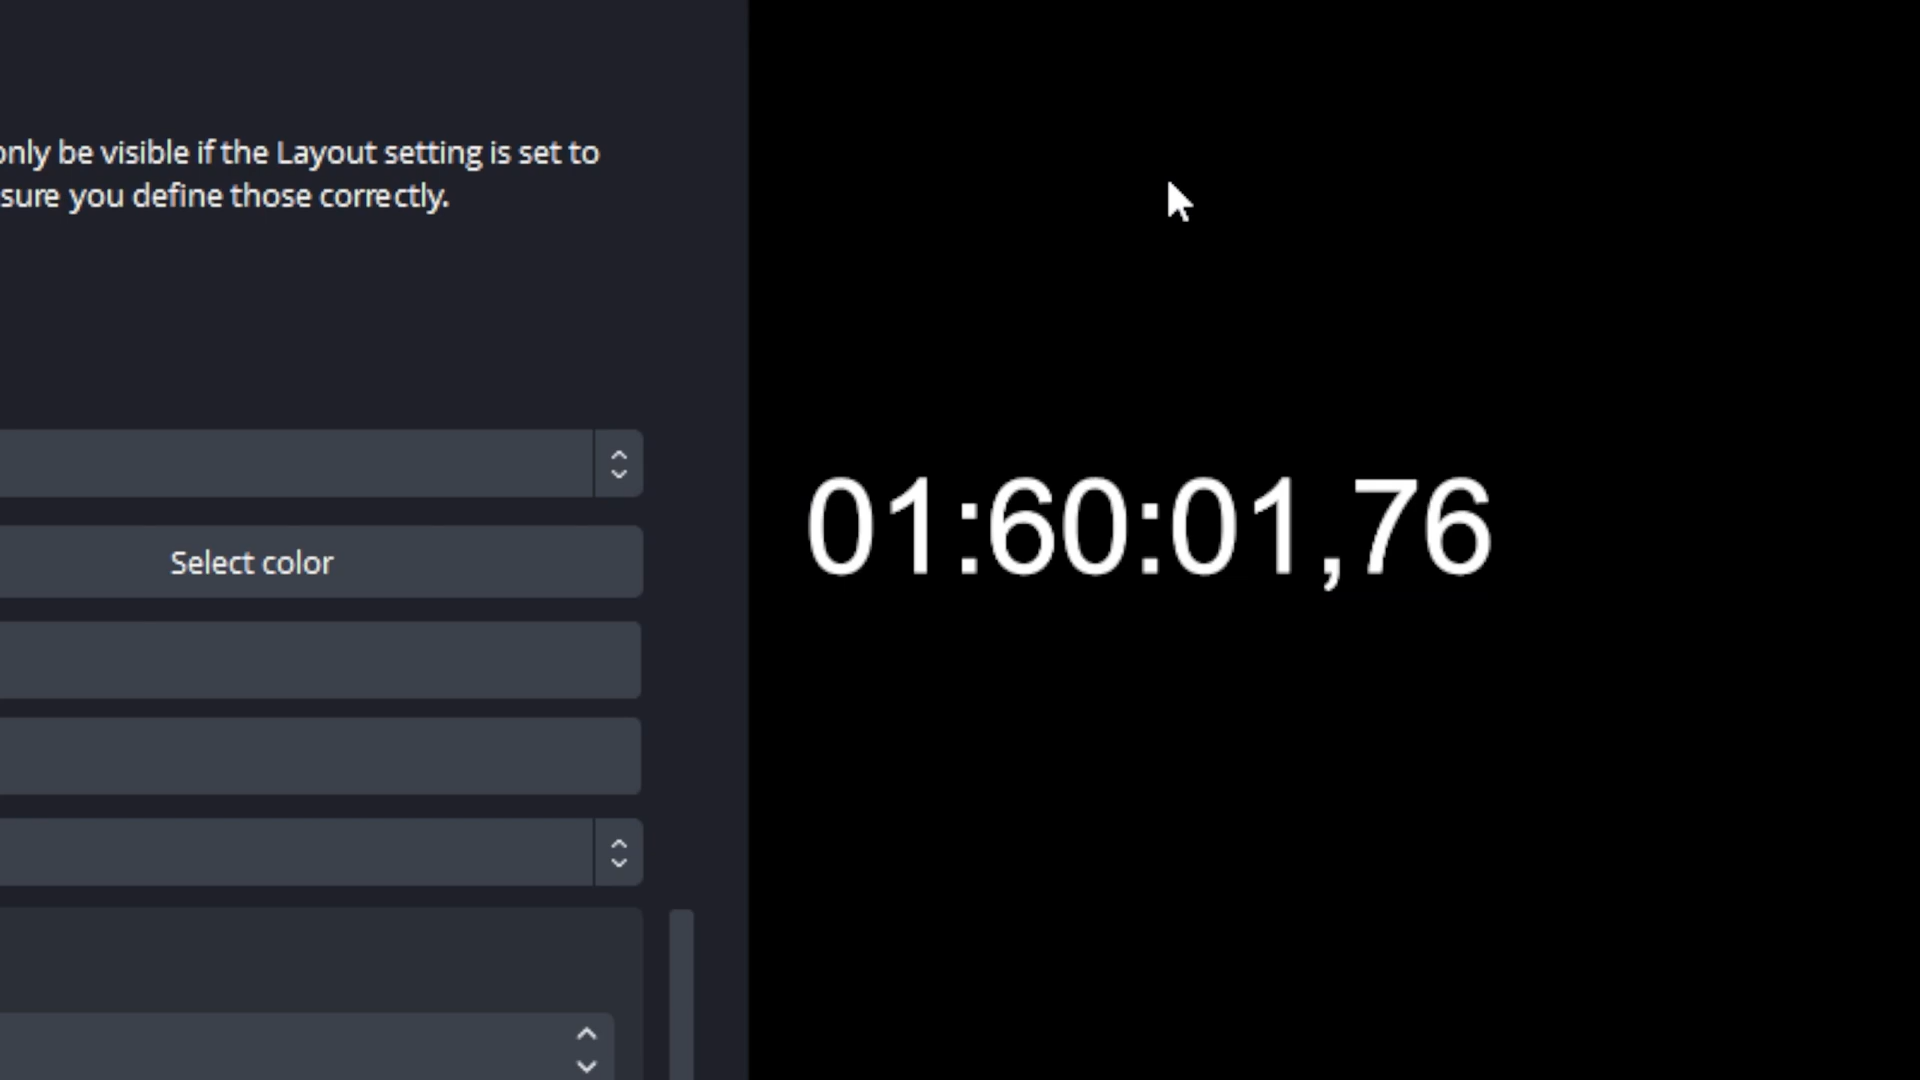 only be visible if the Layout setting is set to
sure you define those correctly.
Select color
01:60:01,76